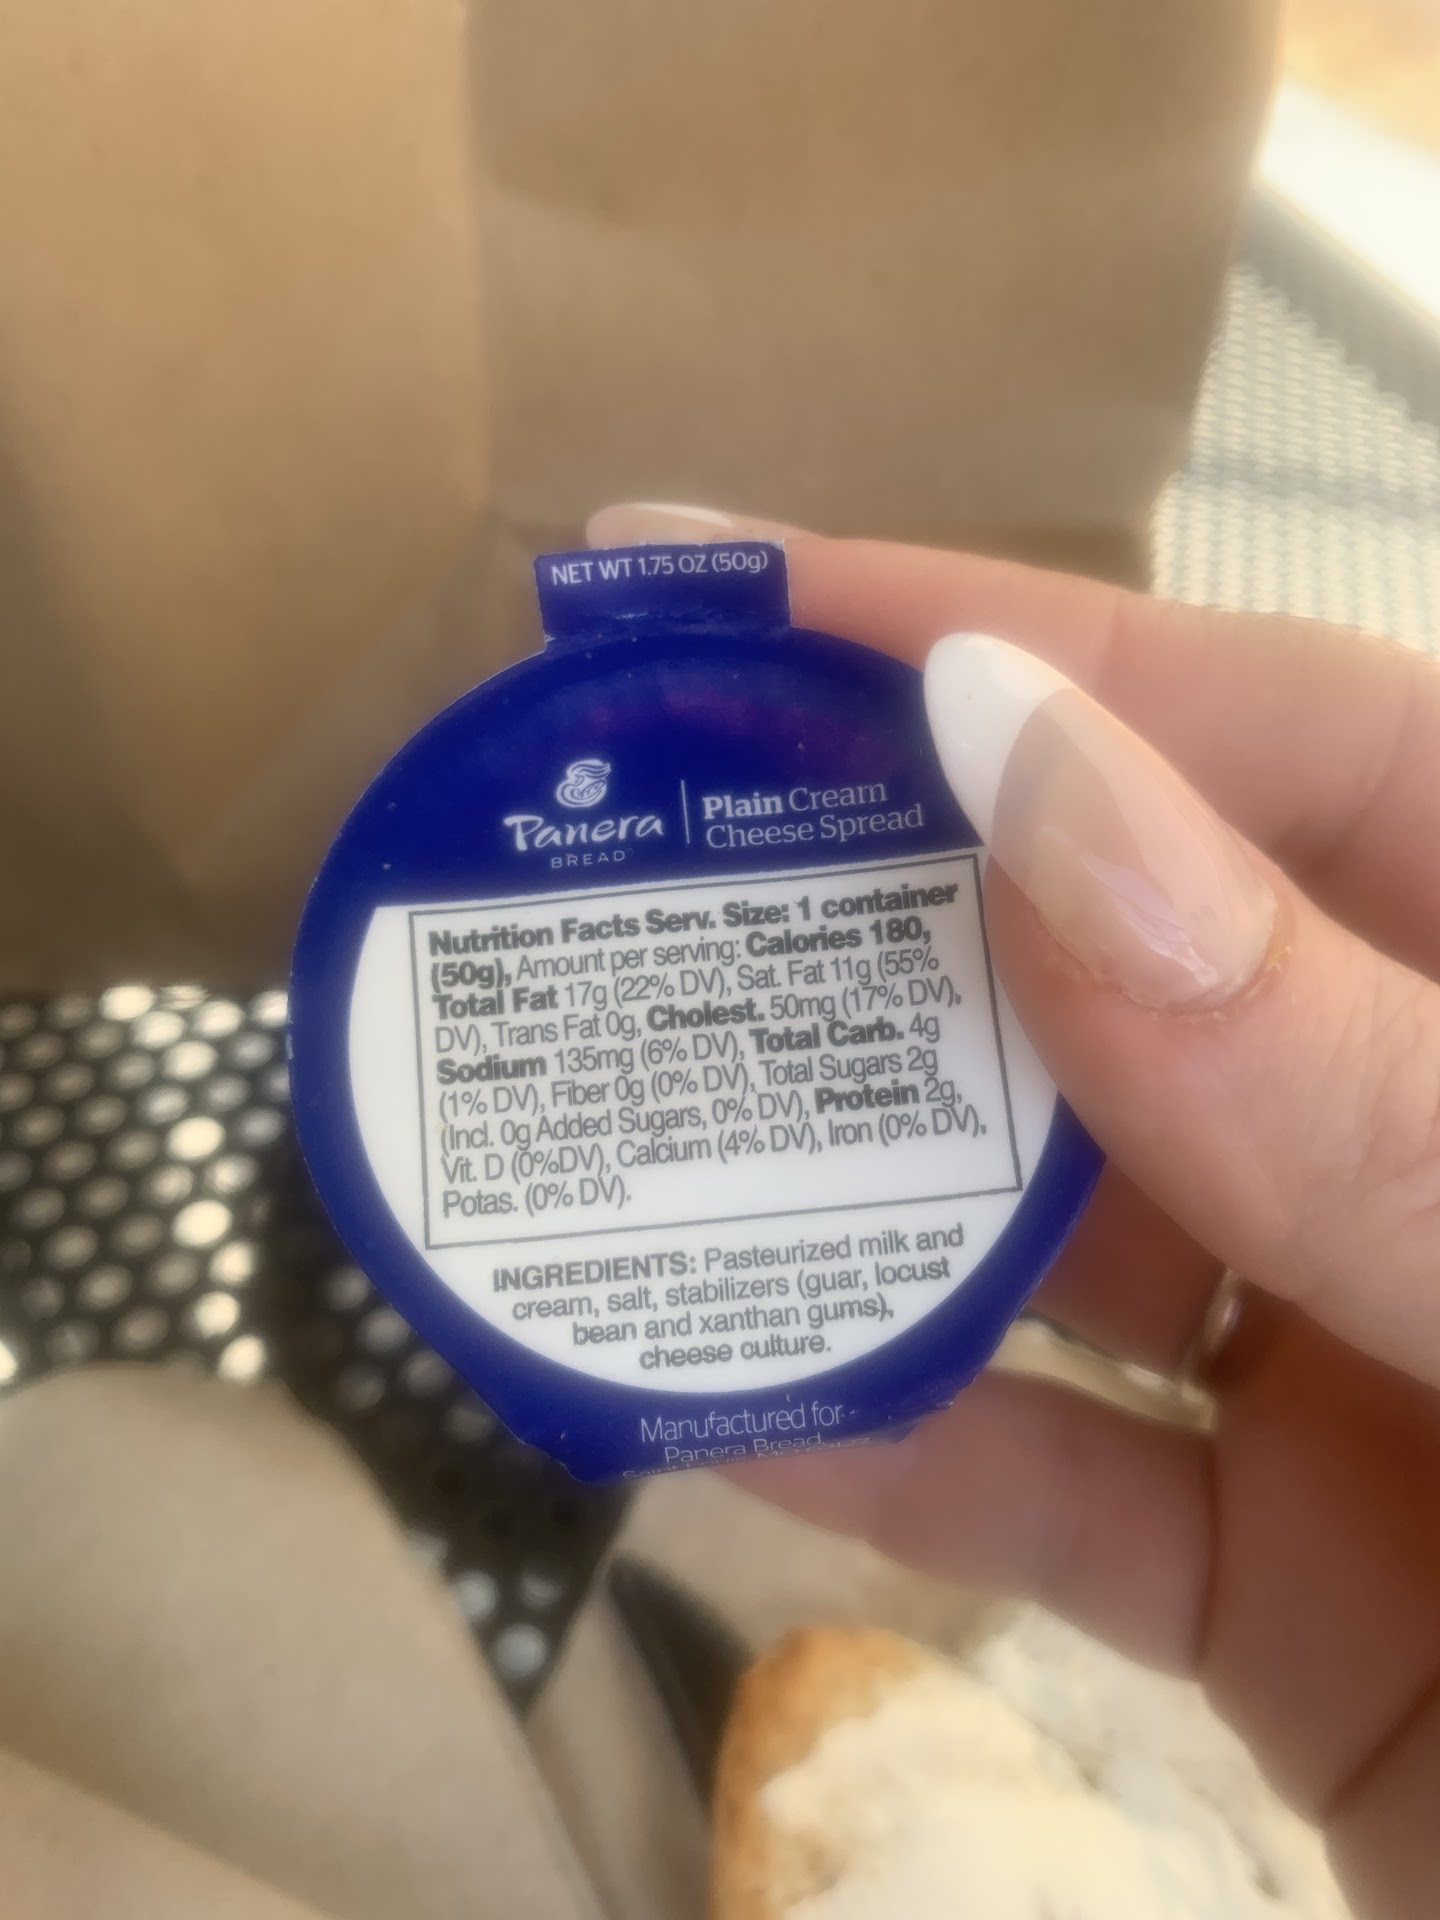 NET WT 1.75 OZ (50g)
Panera
BREAD
Plain Cream
Cheese Spread
Nutrition Facts Serv. Size: 1 container
(50g), Amount per serving: Calories 180,
Total Fat 17g (22% DV), Sat. Fat 11g (55%
DV), Trans Fat 0g, Cholest. 50mg (17% DV),
Sodium 135mg (6% DV), Total Carb. 4g
(1% DV), Fiber 0g (0% DV), Total Sugars 2g
(Incl. 0g Added Sugars, 0% DV), Protein 2g,
Vit. D (0%DV), Calcium (4% DV), Iron (0% DV),
Potas. (0% DV).
INGREDIENTS: Pasteurized milk and
cream, salt, stabilizers (guar, locust
bean and xanthan gums),
cheese culture.
Manufactured for
Panera Bread